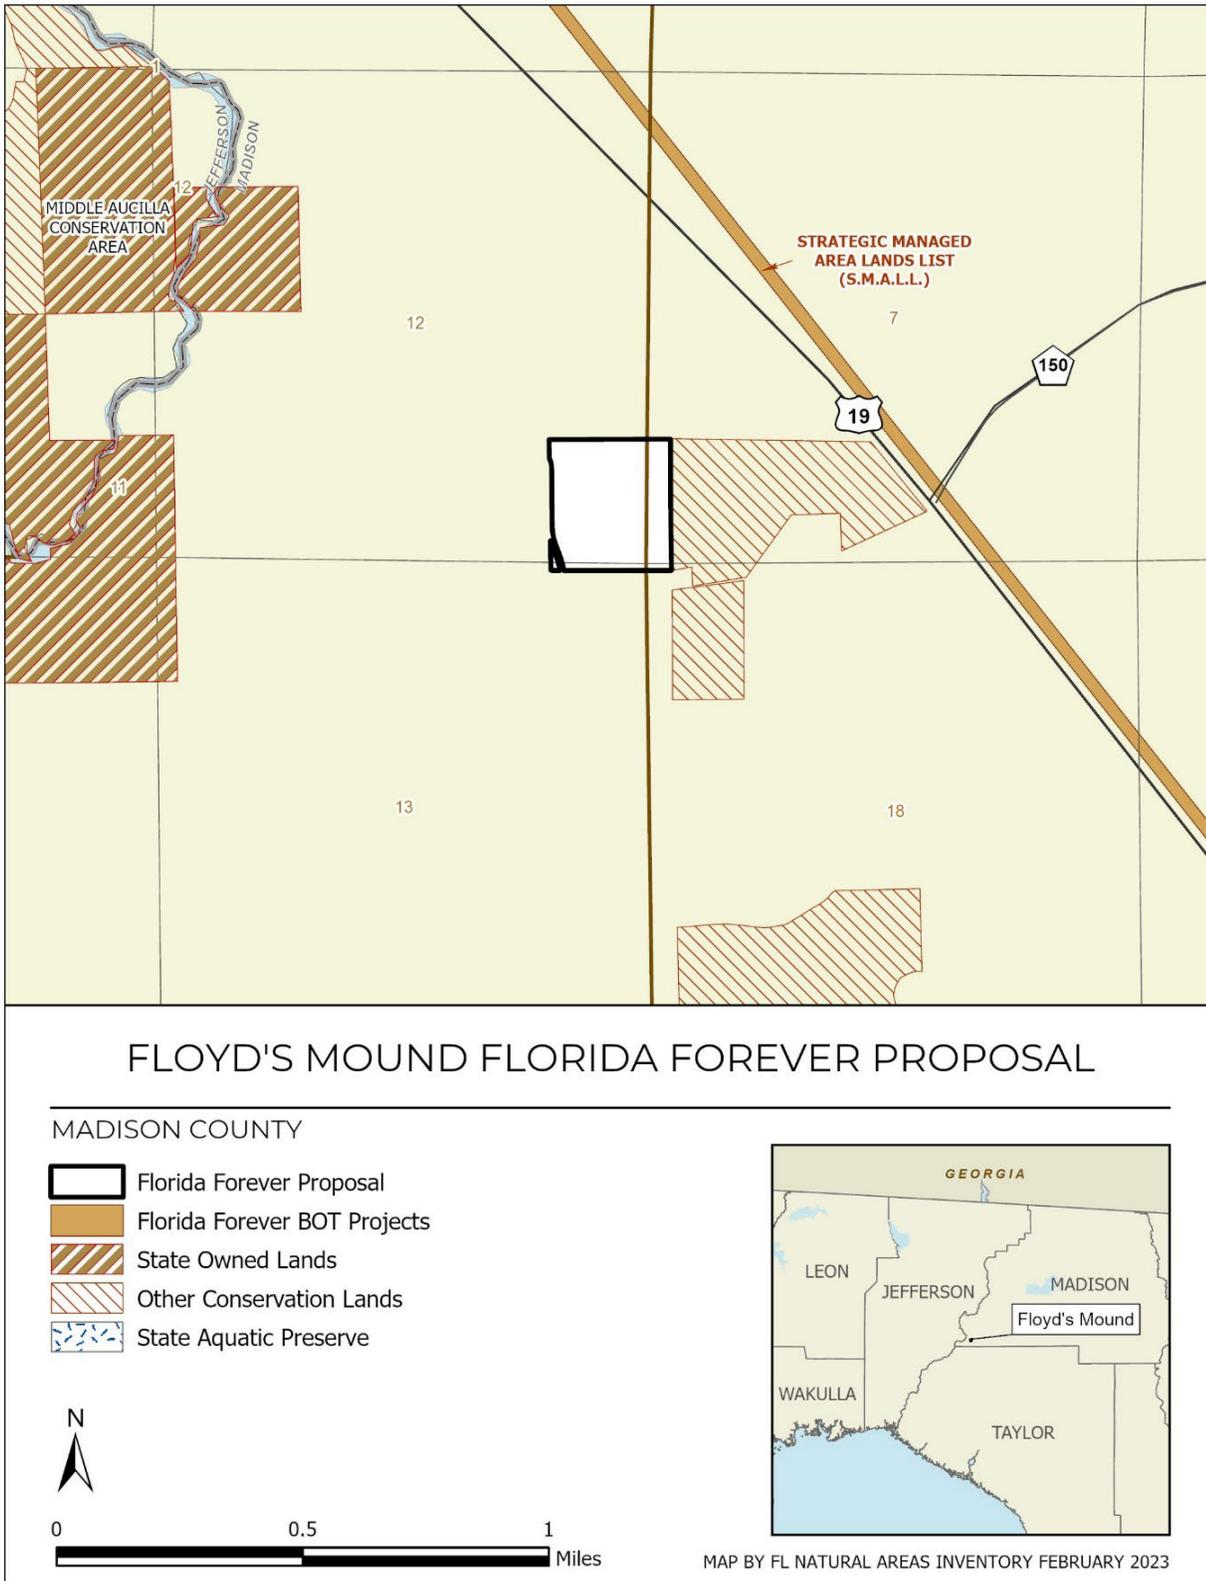 1
JEFFERSON
MADISON
12
MIDDLE AUCILLA
CONSERVATION
AREA
STRATEGIC MANAGED
AREA LANDS LIST
(S.M.A.L.L.)
12
7
150
19
11
13
18
FLOYD'S MOUND FLORIDA FOREVER PROPOSAL
MADISON COUNTY
Florida Forever Proposal
Florida Forever BOT Projects
State Owned Lands
Other Conservation Lands
State Aquatic Preserve
N
0 0.5 1
Miles
GEORGIA
LEON
JEFFERSON
MADISON
Floyd's Mound
WAKULLA
TAYLOR
MAP BY FL NATURAL AREAS INVENTORY FEBRUARY 2023